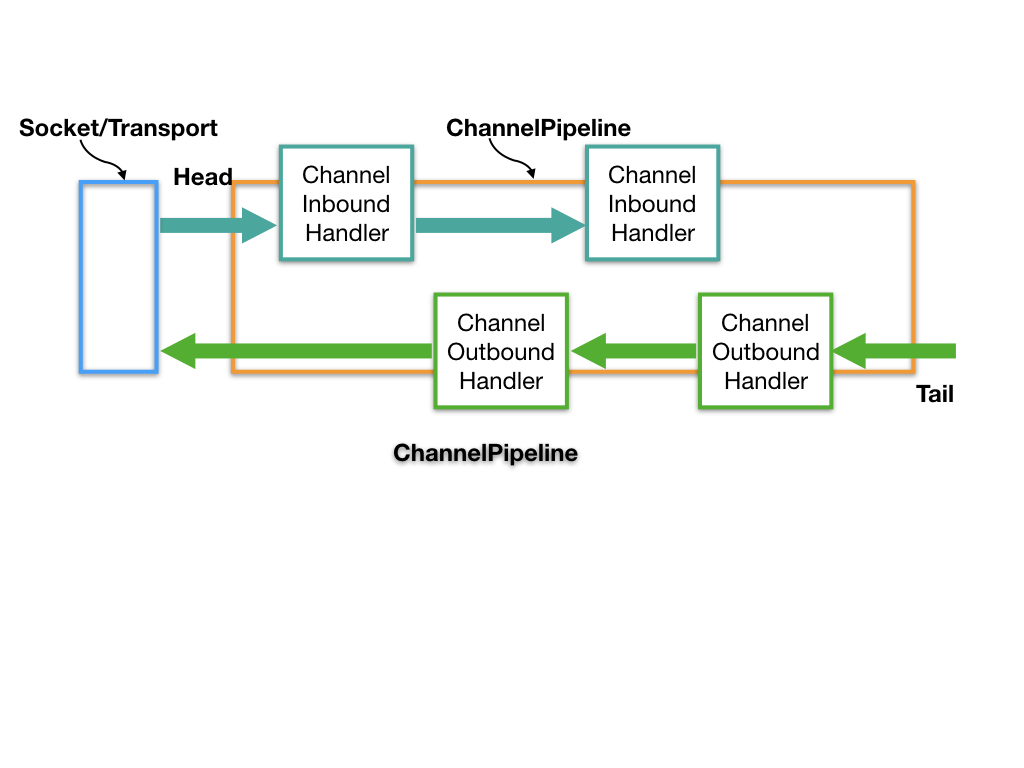 Socket/Transport
ChannelPipeline
Head
Channel
Inbound
Handler
Channel
Inbound
Handler
Channel
Outbound
Handler
Channel
Outbound
Handler
Tail
ChannelPipeline